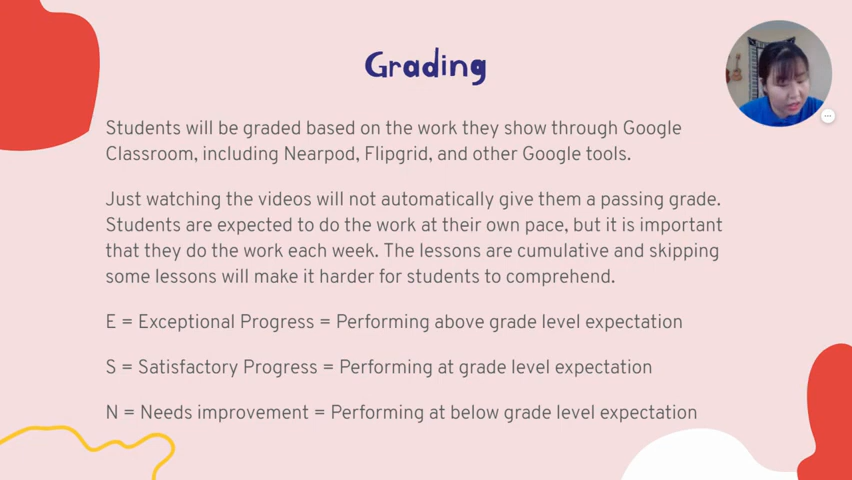 Grading
Students will be graded based on the work they show through Google
Classroom, including Nearpod, Flipgrid, and other Google tools.
Just watching the videos will not automatically give them a passing grade.
Students are expected to do the work at their own pace, but it is important
that they do the work each week. The lessons are cumulative and skipping
some lessons will make it harder for students to comprehend.
E = Exceptional Progress = Performing above grade level expectation
S = Satisfactory Progress = Performing at grade level expectation
N = Needs improvement = Performing at below grade level expectation